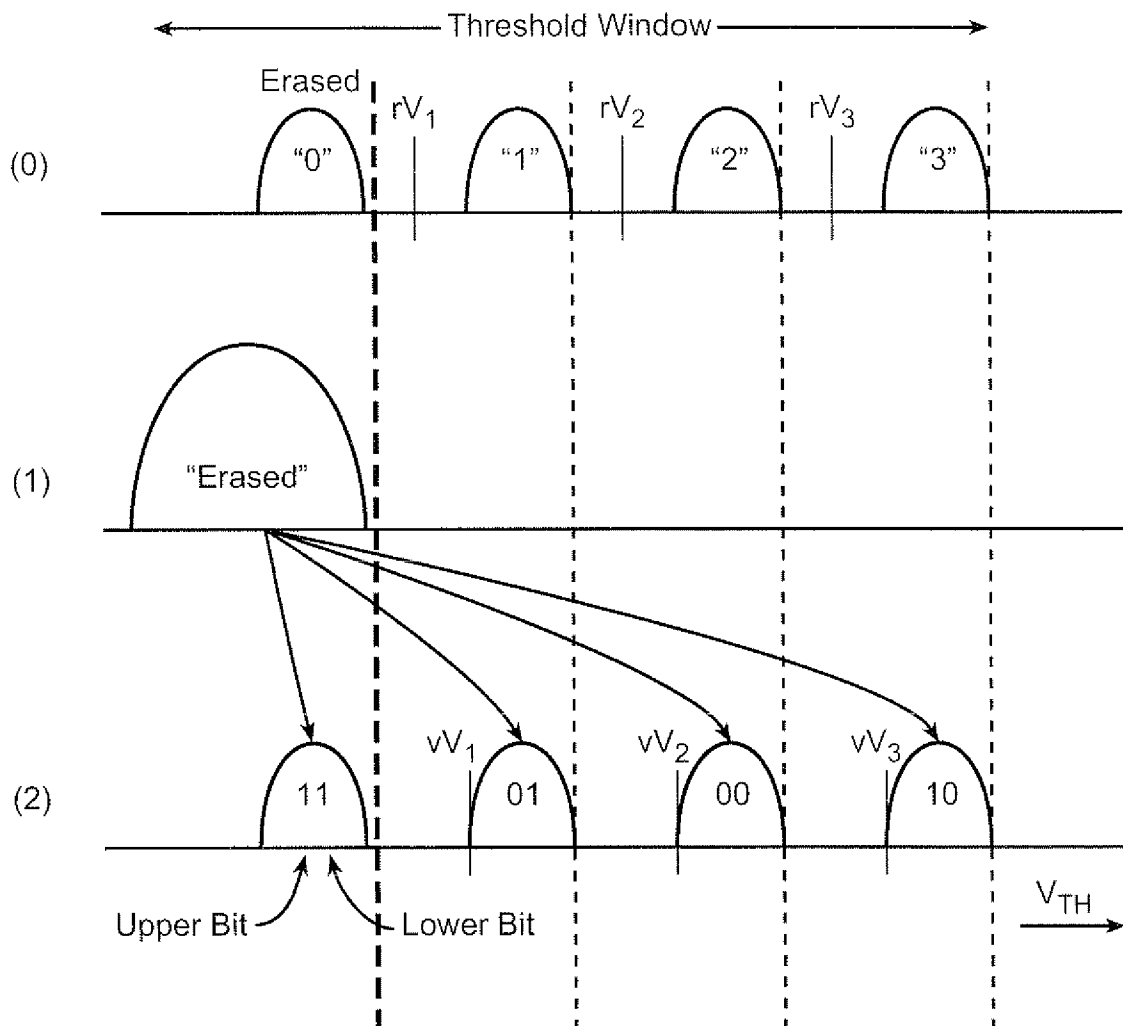 Threshold Window
Erased
rV1 rV2 rV3
(0) “0” “1” “2” “3”
(1) “Erased”
vV1 vV2 vV3
(2) 11 01 00 10
Upper Bit Lower Bit
VTH